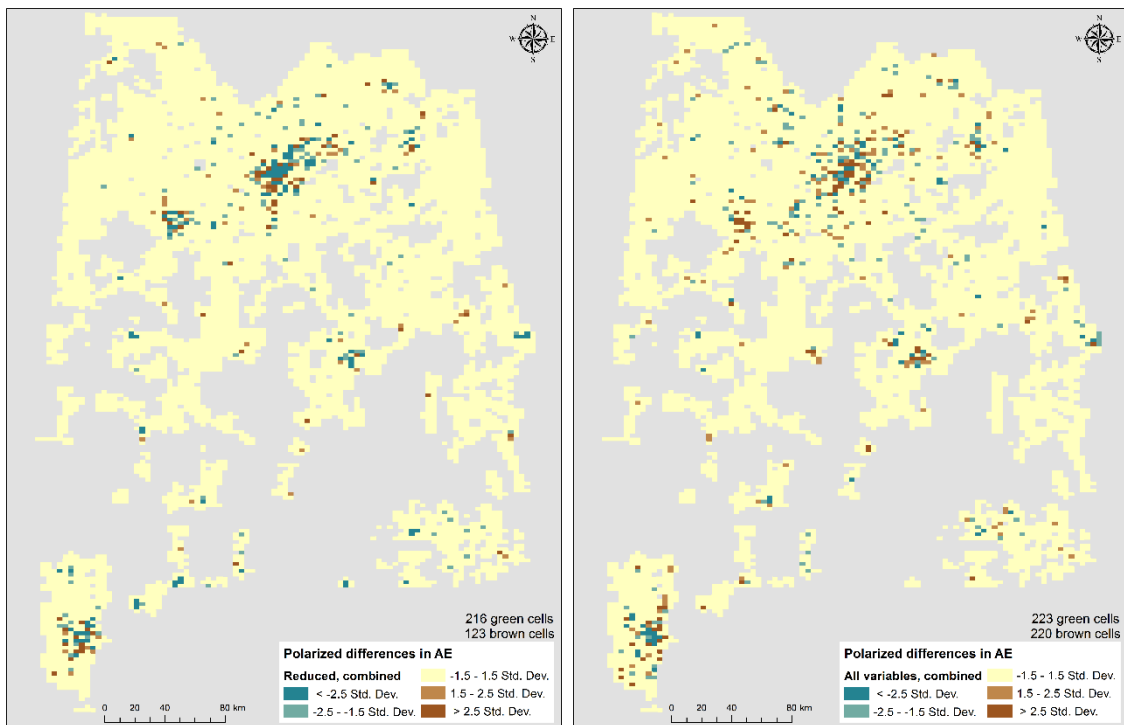 N
W E
S
216 green cells
123 brown cells
Polarized differences in AE
Reduced, combined
< -2.5 Std. Dev.
-2.5 - -1.5 Std. Dev.
-1.5 - 1.5 Std. Dev.
1.5 - 2.5 Std. Dev.
> 2.5 Std. Dev.
0 20 40 80 km
N
W E
S
223 green cells
220 brown cells
Polarized differences in AE
All variables, combined
< -2.5 Std. Dev.
-2.5 - -1.5 Std. Dev.
-1.5 - 1.5 Std. Dev.
1.5 - 2.5 Std. Dev.
> 2.5 Std. Dev.
0 20 40 80 km